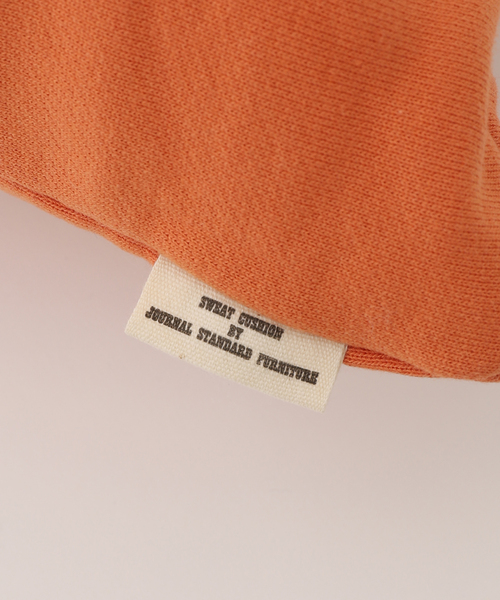 SWEAT CUSHION
BY
JOURNAL STANDARD FURNITURE